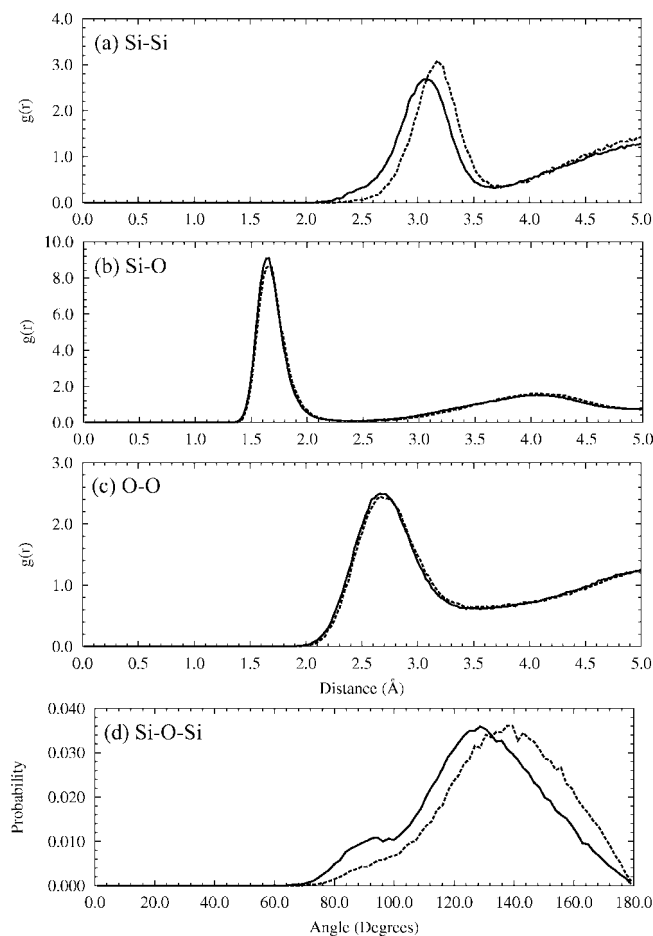 4.0
(a) Si-Si
3.0
g(r)
2.0
1.0
0.0
0.0 0.5 1.0 1.5 2.0 2.5 3.0 3.5 4.0 4.5 5.0
10.0
(b) Si-O
8.0
6.0
g(r)
4.0
2.0
0.0
0.0 0.5 1.0 1.5 2.0 2.5 3.0 3.5 4.0 4.5 5.0
3.0
(c) O-O
2.0
g(r)
1.0
0.0
0.0 0.5 1.0 1.5 2.0 2.5 3.0 3.5 4.0 4.5 5.0
Distance (Å)
0.040
(d) Si-O-Si
0.030
Probability
0.020
0.010
0.000
0.0 20.0 40.0 60.0 80.0 100.0 120.0 140.0 160.0 180.0
Angle (Degrees)